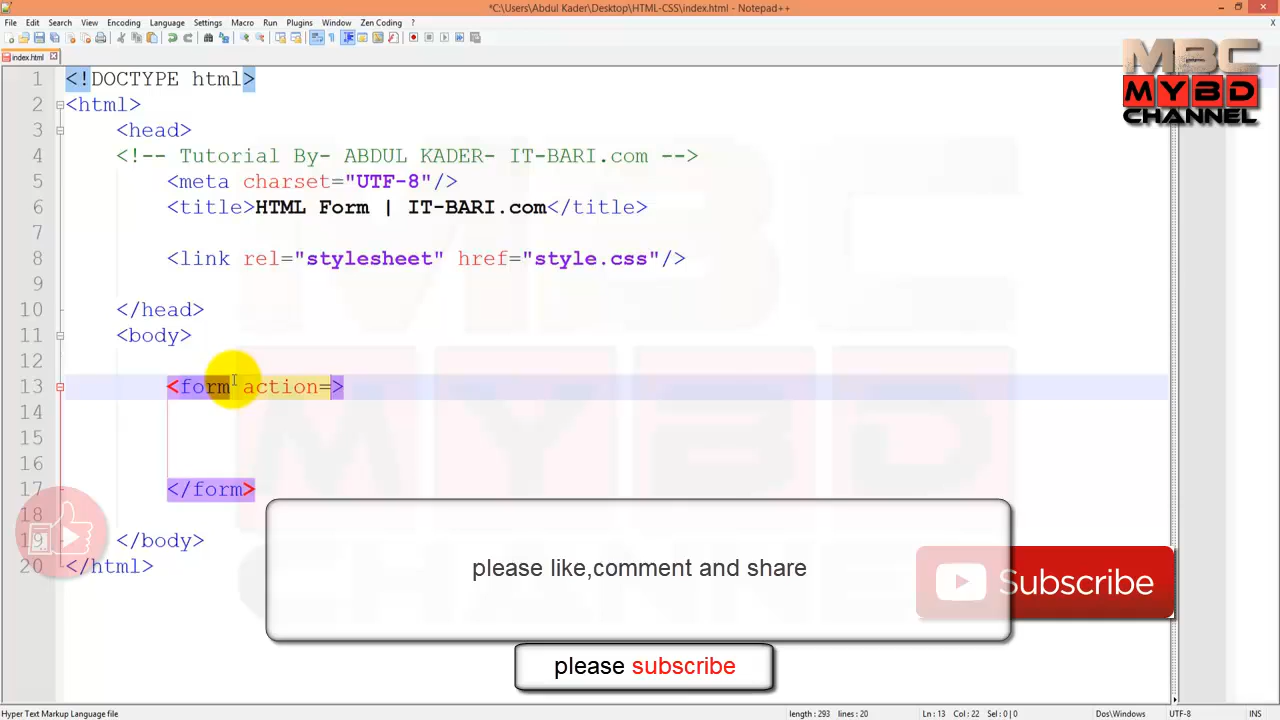 *C:\Users\Abdul Kader\Desktop\HTML-CSS\index.html - Notepad++
File Edit Search View Encoding Language Settings Macro Run Plugins Window Zen Coding ?
index.html
1 <!DOCTYPE html>
2 <html>
3 <head>
4 <!-- Tutorial By- ABDUL KADER- IT-BARI.com -->
5 <meta charset="UTF-8"/>
6 <title>HTML Form | IT-BARI.com</title>
7
8 <link rel="stylesheet" href="style.css"/>
9
10 </head>
11 <body>
12
13 <form action=>
14
15
16
17 </form>
18
19 </body>
20 </html>
MBC
MYBD
CHANNEL
please like,comment and share
Subscribe
please subscribe
Hyper Text Markup Language file length : 293 lines : 20 Ln : 13 Col : 22 Sel : 0 | 0 Dos\Windows UTF-8 INS